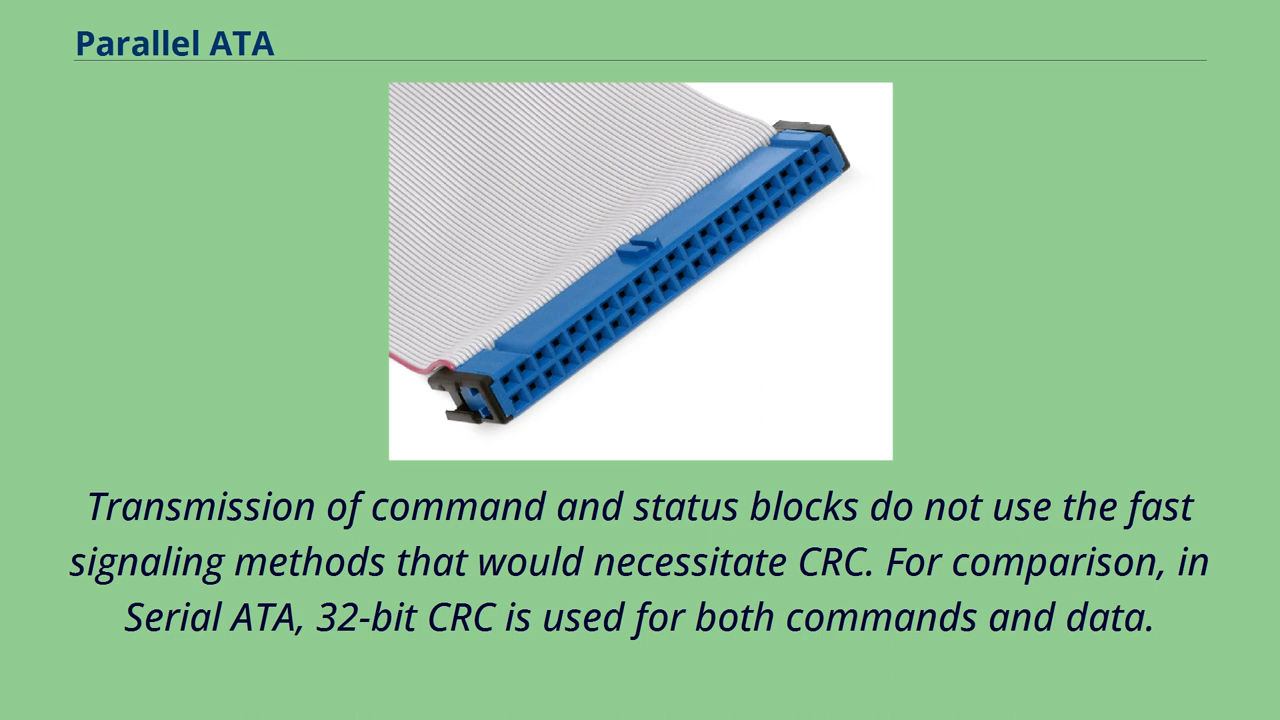 Parallel ATA
Transmission of command and status blocks do not use the fast
signaling methods that would necessitate CRC. For comparison, in
Serial ATA, 32-bit CRC is used for both commands and data.